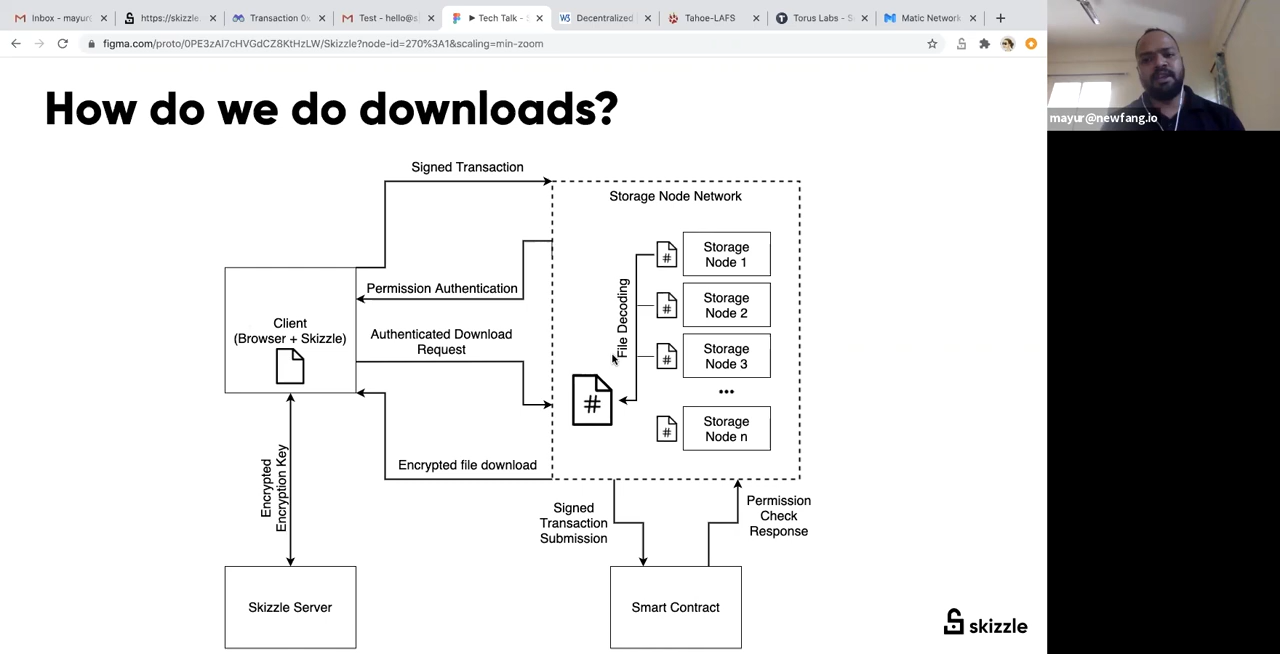 Inbox - mayur
https://skizzle.
Transaction 0x
Test - hello@s
▶ Tech Talk - S
W3
Decentralized
Tahoe-LAFS
Torus Labs - S
Matic Network
figma.com/proto/0PE3zAI7cHVGdCZ8KtHzLW/Skizzle?node-id=270%3A1&scaling=min-zoom
mayur@newfang.io
How do we do downloads?
Signed Transaction
Storage Node Network
Permission Authentication
Authenticated Download
Request
Client
(Browser + Skizzle)
File Decoding
#
Storage
Node 1
#
Storage
Node 2
#
Storage
Node 3
...
#
Storage
Node n
#
Encrypted file download
Encrypted
Encryption Key
Signed
Transaction
Submission
Permission
Check
Response
Skizzle Server
Smart Contract
skizzle